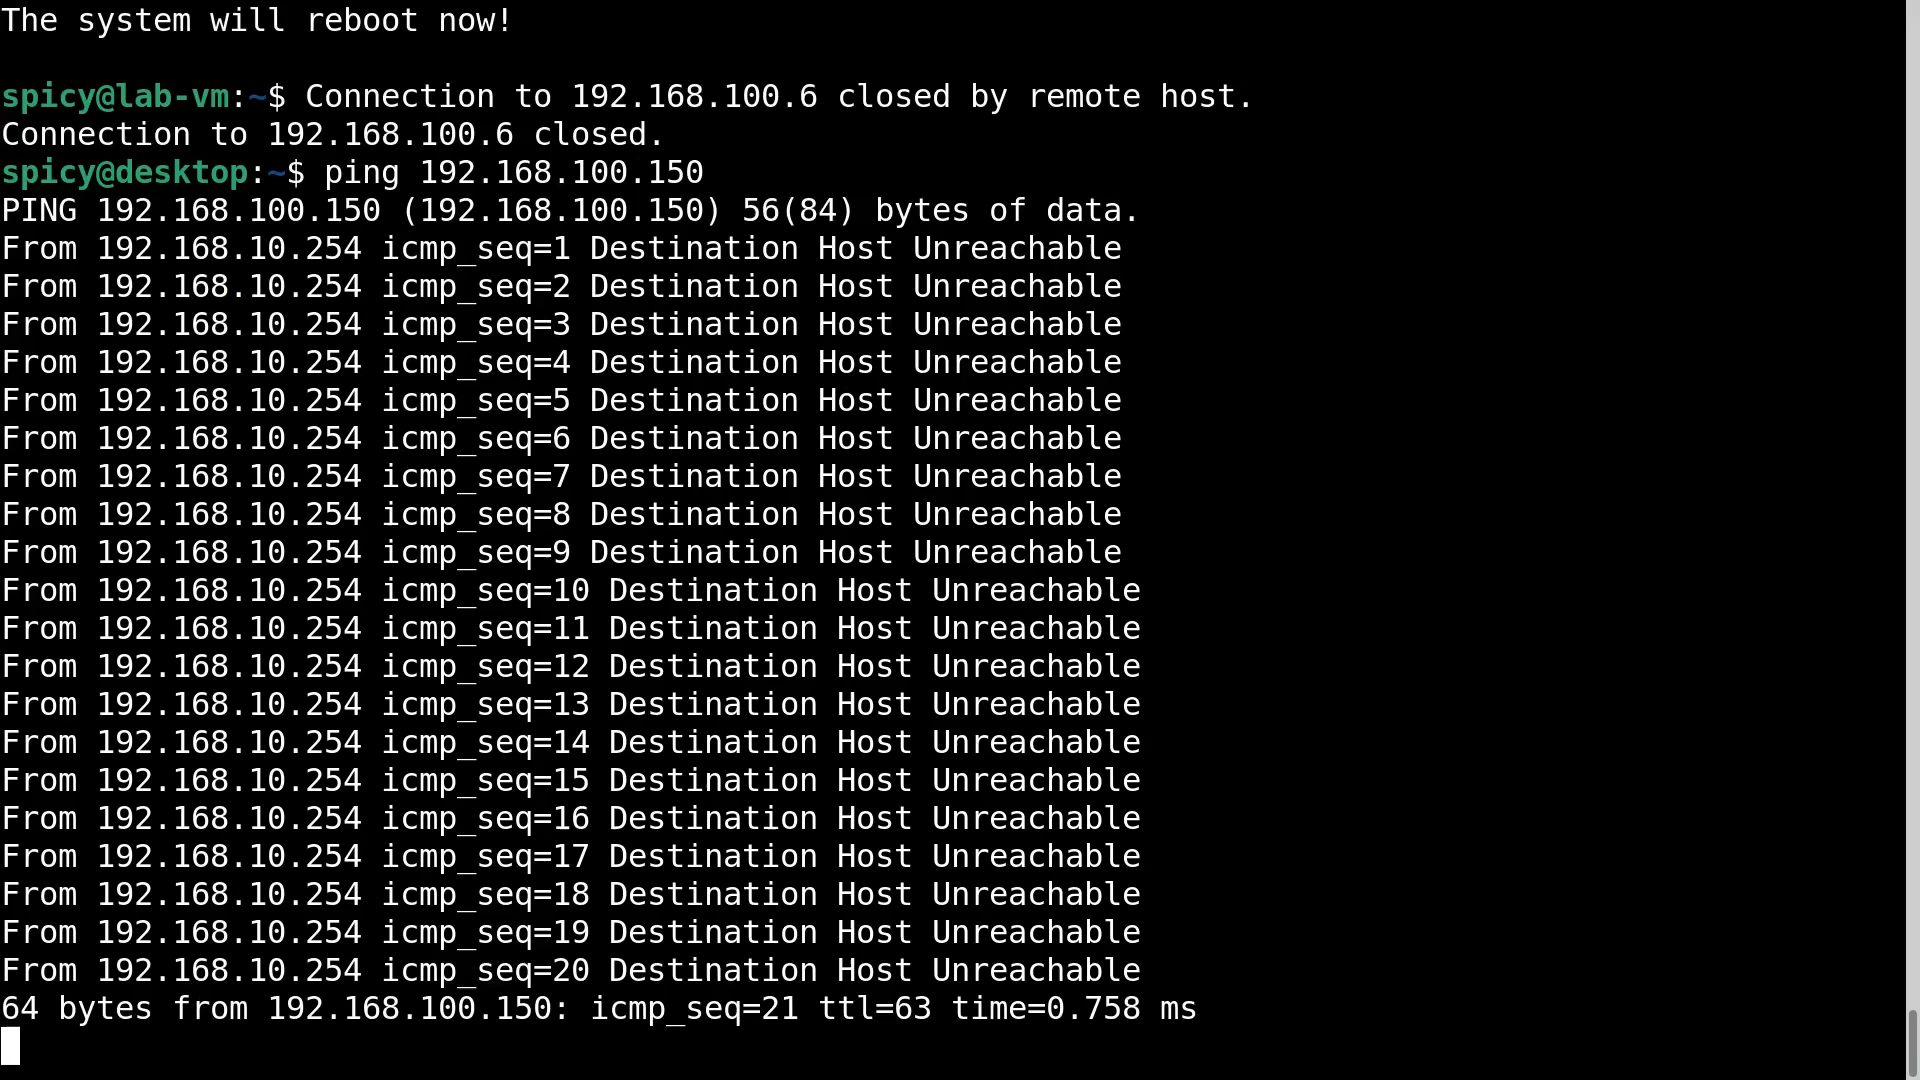 The system will reboot now!
spicy@lab-vm:~$ Connection to 192.168.100.6 closed by remote host.
Connection to 192.168.100.6 closed.
spicy@desktop:~$ ping 192.168.100.150
PING 192.168.100.150 (192.168.100.150) 56(84) bytes of data.
From 192.168.10.254 icmp_seq=1 Destination Host Unreachable
From 192.168.10.254 icmp_seq=2 Destination Host Unreachable
From 192.168.10.254 icmp_seq=3 Destination Host Unreachable
From 192.168.10.254 icmp_seq=4 Destination Host Unreachable
From 192.168.10.254 icmp_seq=5 Destination Host Unreachable
From 192.168.10.254 icmp_seq=6 Destination Host Unreachable
From 192.168.10.254 icmp_seq=7 Destination Host Unreachable
From 192.168.10.254 icmp_seq=8 Destination Host Unreachable
From 192.168.10.254 icmp_seq=9 Destination Host Unreachable
From 192.168.10.254 icmp_seq=10 Destination Host Unreachable
From 192.168.10.254 icmp_seq=11 Destination Host Unreachable
From 192.168.10.254 icmp_seq=12 Destination Host Unreachable
From 192.168.10.254 icmp_seq=13 Destination Host Unreachable
From 192.168.10.254 icmp_seq=14 Destination Host Unreachable
From 192.168.10.254 icmp_seq=15 Destination Host Unreachable
From 192.168.10.254 icmp_seq=16 Destination Host Unreachable
From 192.168.10.254 icmp_seq=17 Destination Host Unreachable
From 192.168.10.254 icmp_seq=18 Destination Host Unreachable
From 192.168.10.254 icmp_seq=19 Destination Host Unreachable
From 192.168.10.254 icmp_seq=20 Destination Host Unreachable
64 bytes from 192.168.100.150: icmp_seq=21 ttl=63 time=0.758 ms